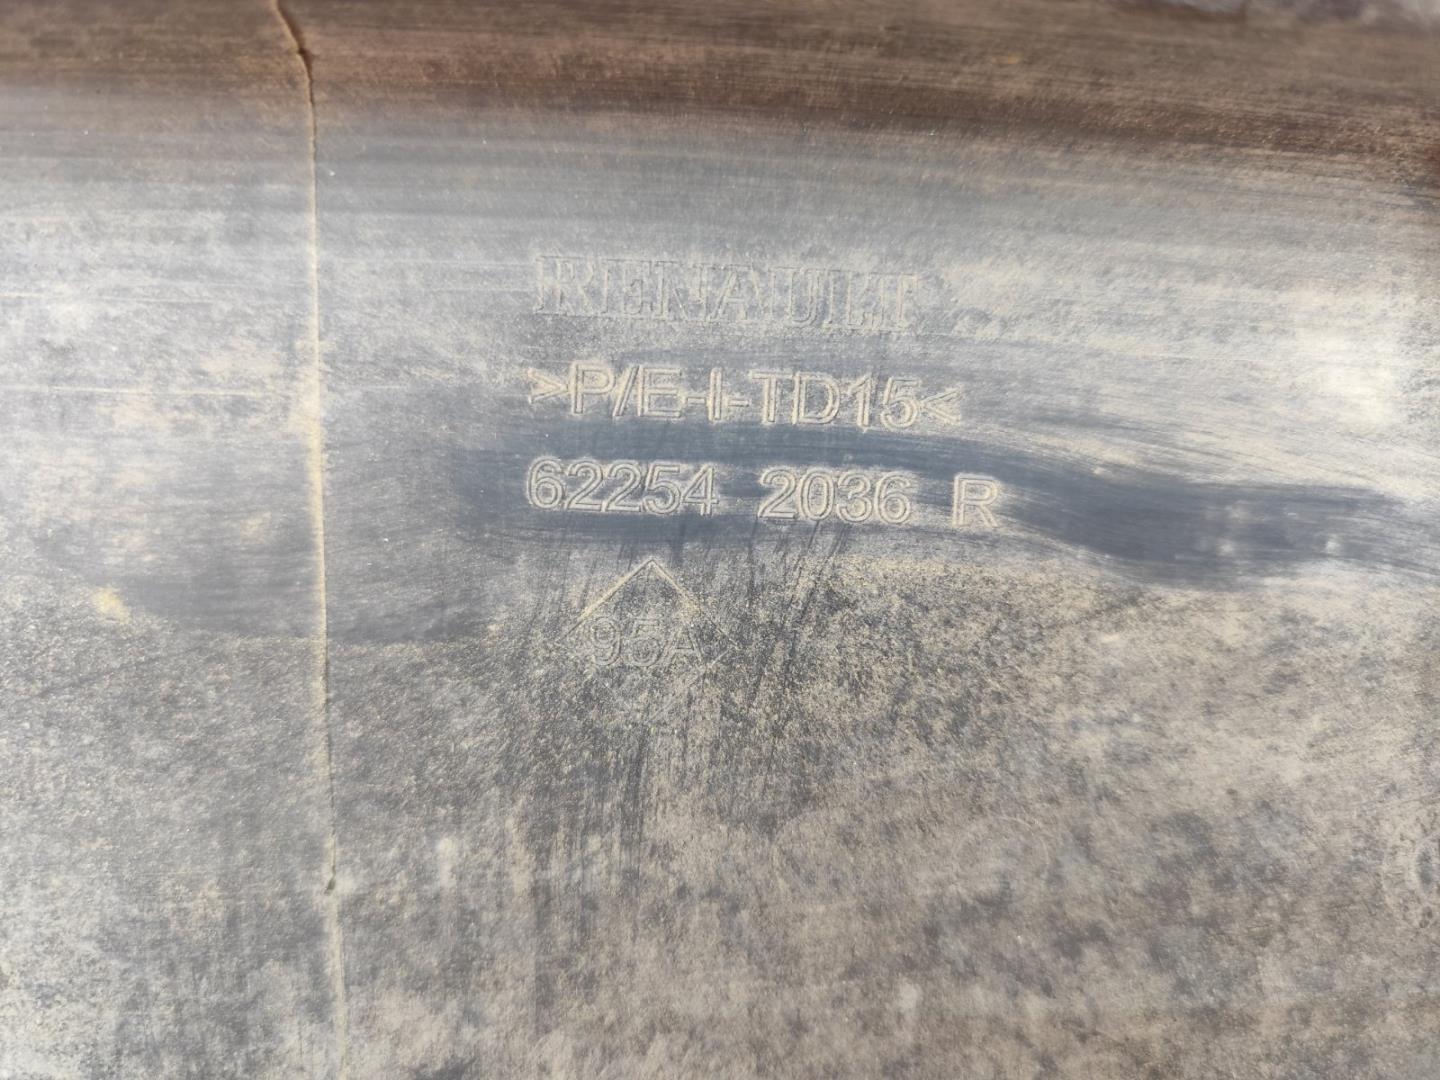 RENAULT
>P/E-I-TD15<
62254 2036 R
95A